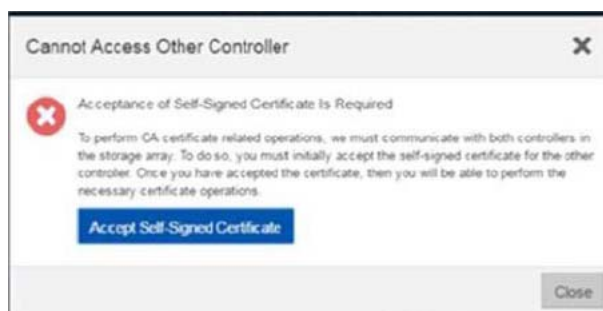 Cannot Access Other Controller
Acceptance of Self-Signed Certificate Is Required
To perform CA certificate related operations, we must communicate with both controllers in
the storage array. To do so, you must initially accept the self-signed certificate for the other
controller. Once you have accepted the certificate, then you will be able to perform the
necessary certificate operations.
Accept Self-Signed Certificate
Close